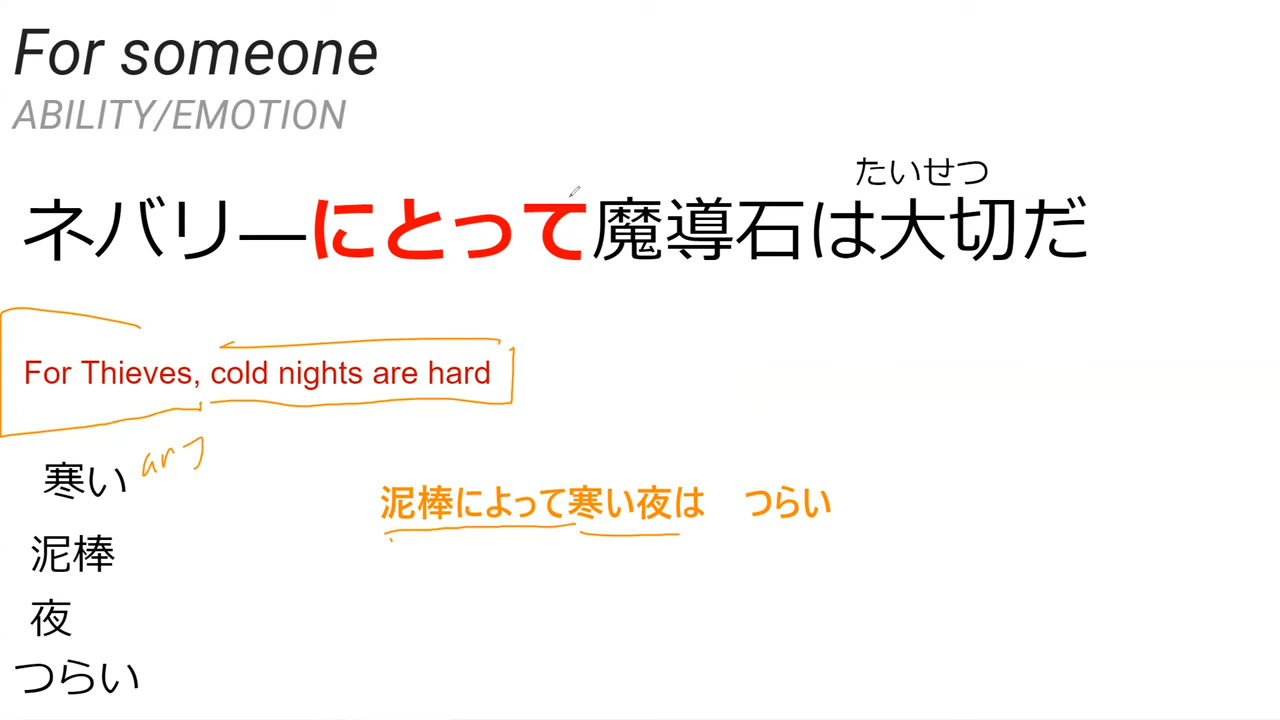 For someone
ABILITY/EMOTION
たいせつ
ネバリーにとって魔導石は大切だ
For Thieves, cold nights are hard
寒い
泥棒によって寒い夜は　つらい
泥棒
夜
つらい